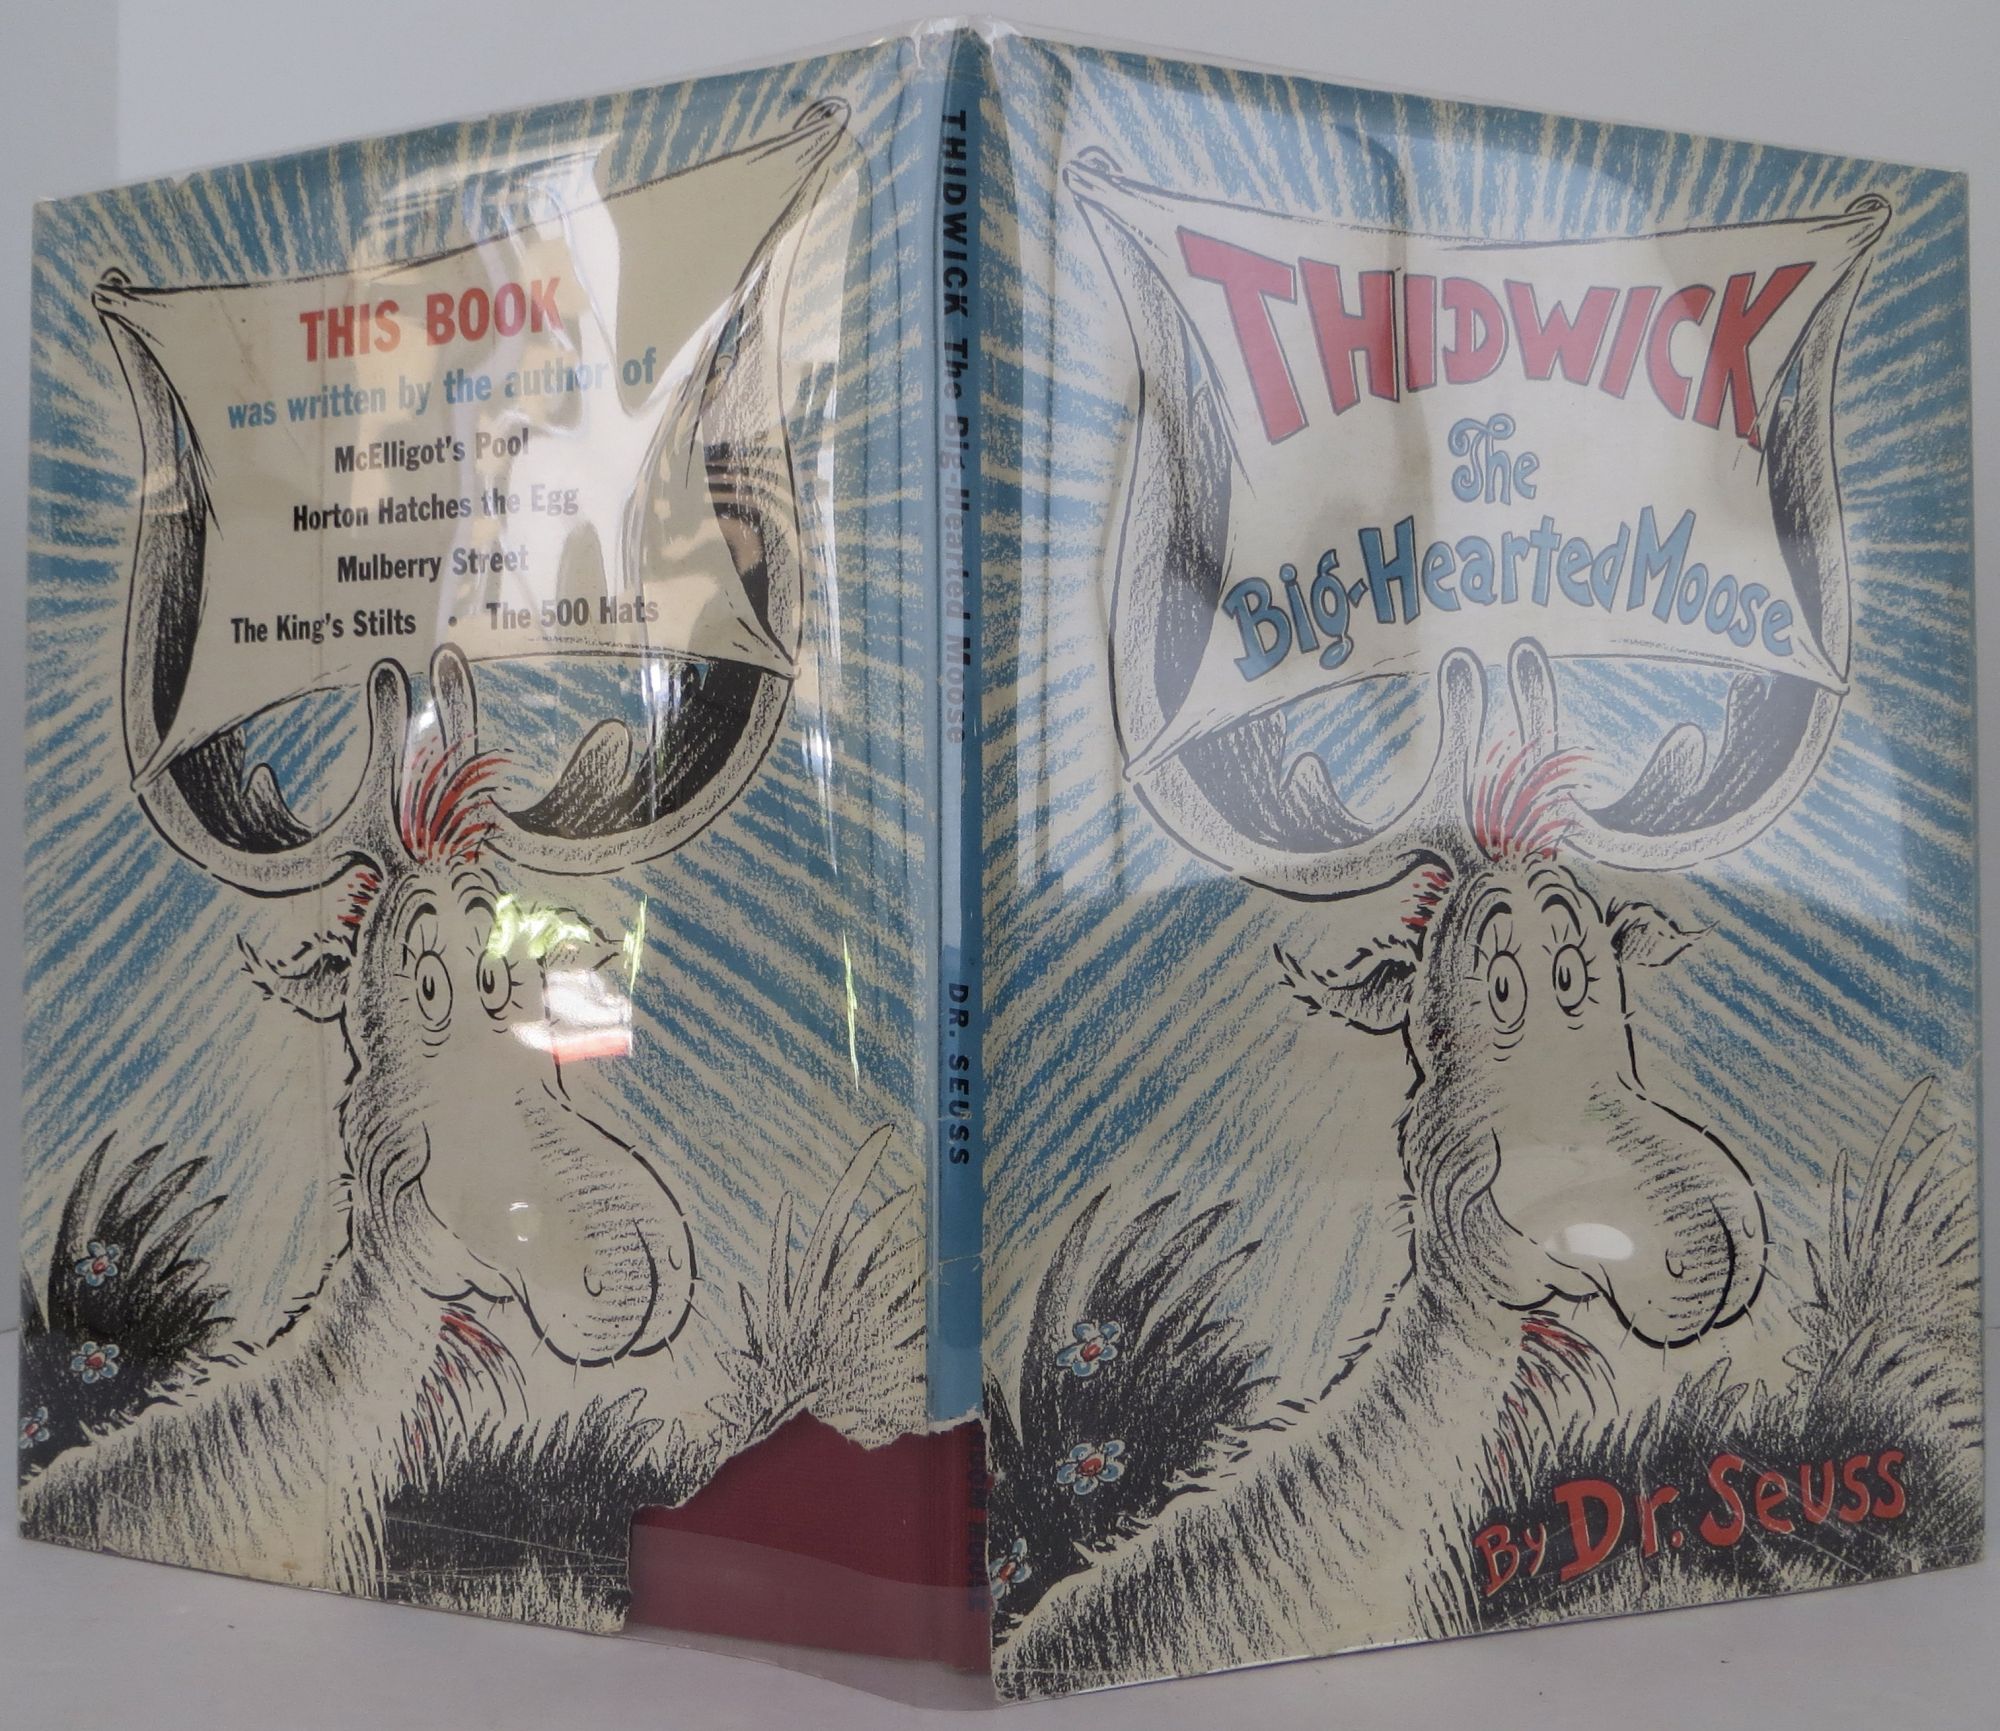 THIS BOOK
was written by the author of
McElligot's Pool
Horton Hatches the Egg
Mulberry Street
The King's Stilts • The 500 Hats
THIDWICK The Big-Hearted Moose DR. SEUSS
THIDWICK
The
Big-Hearted Moose
By Dr. Seuss